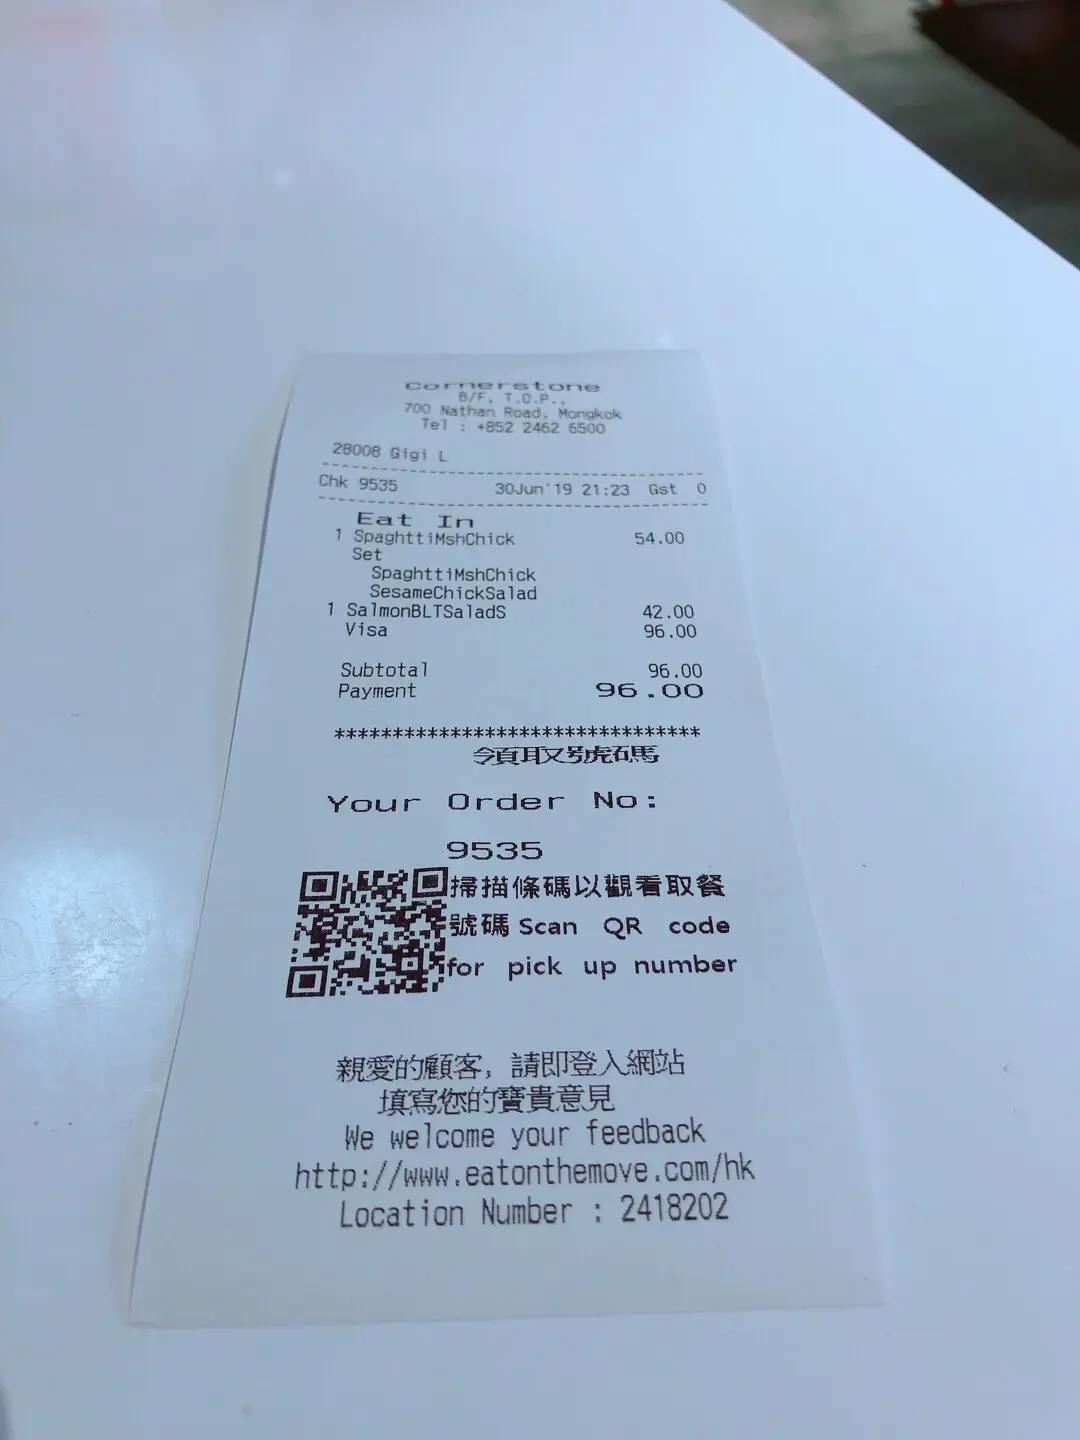 Cornerstone
B/F, T.O.P.,
700 Nathan Road, Mongkok
Tel : +852 2462 6500
28008 Gigi L
Chk 9535 30Jun'19 21:23 Gst 0
Eat In
1 SpaghttiMshChick 54.00
Set
SpaghttiMshChick
SesameChickSalad
1 SalmonBLTSaladS 42.00
Visa 96.00
Subtotal 96.00
Payment 96.00
********************************
領取號碼
Your Order No:
9535
掃描條碼以觀看取餐
號碼 Scan QR code
for pick up number
親愛的顧客，請即登入網站
填寫您的寶貴意見
We welcome your feedback
http://www.eatonthemove.com/hk
Location Number : 2418202